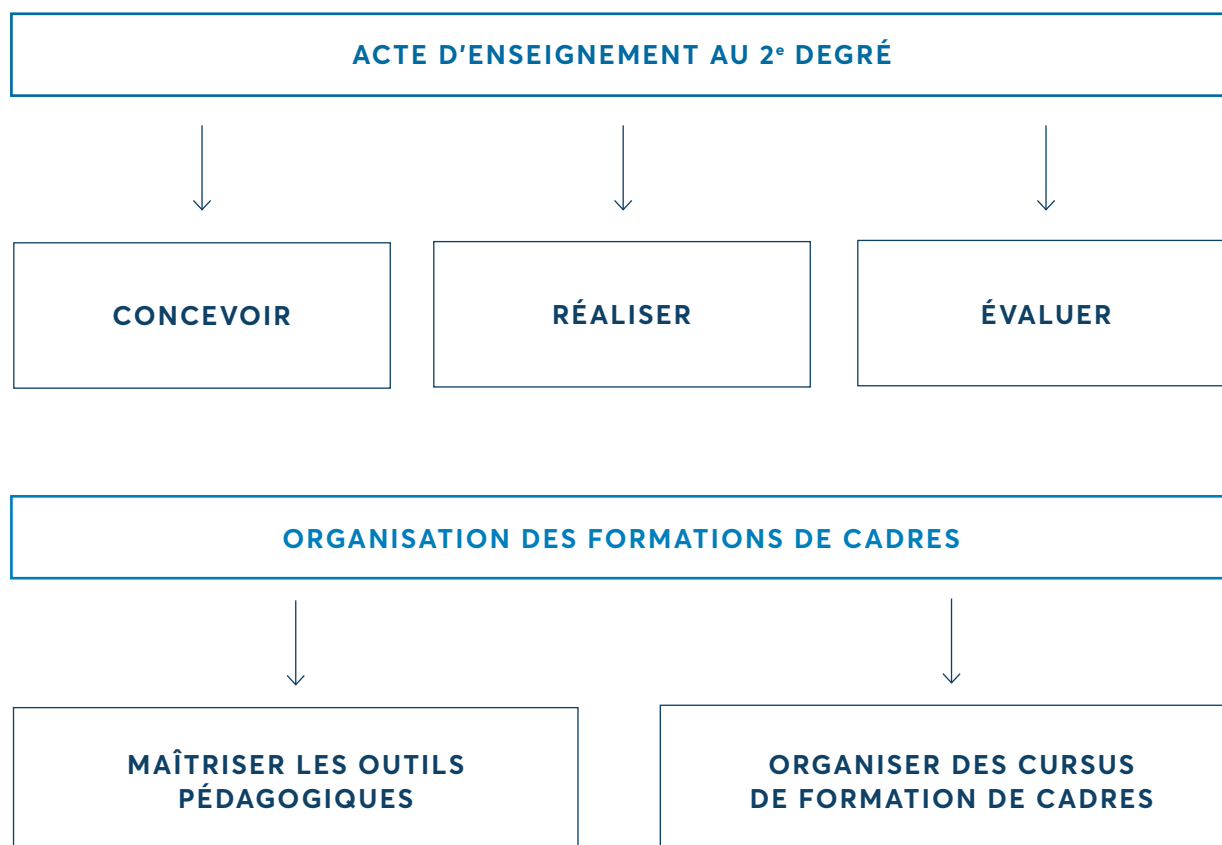 ACTE D'ENSEIGNEMENT AU 2ᵉ DEGRÉ
CONCEVOIR
RÉALISER
ÉVALUER
ORGANISATION DES FORMATIONS DE CADRES
MAÎTRISER LES OUTILS
PÉDAGOGIQUES
ORGANISER DES CURSUS
DE FORMATION DE CADRES